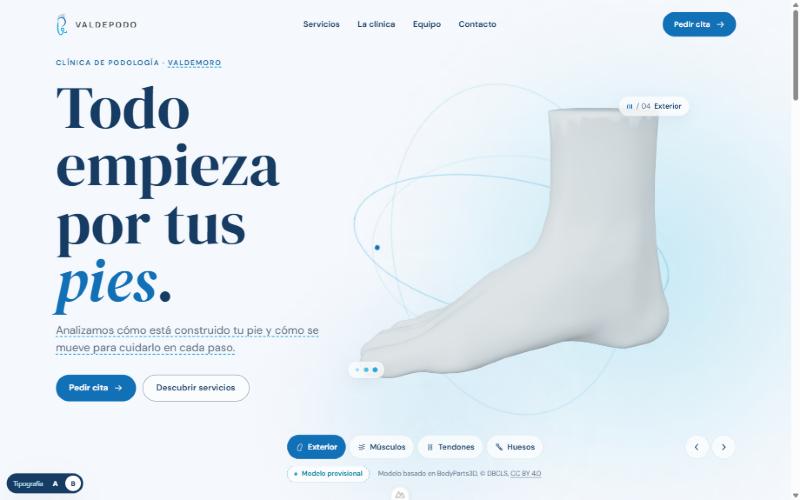 VALDEPODO
Servicios
La clínica
Equipo
Contacto
Pedir cita →
CLÍNICA DE PODOLOGÍA · VALDEMORO
Todo
empieza
por tus
pies.
/ 04 Exterior
Analizamos cómo está construido tu pie y cómo se
mueve para cuidarlo en cada paso.
Pedir cita →
Descubrir servicios
Exterior
Músculos
Tendones
Huesos
Modelo provisional
Modelo basado en BodyParts3D, © DBCLS, CC BY 4.0
Tipografía A B